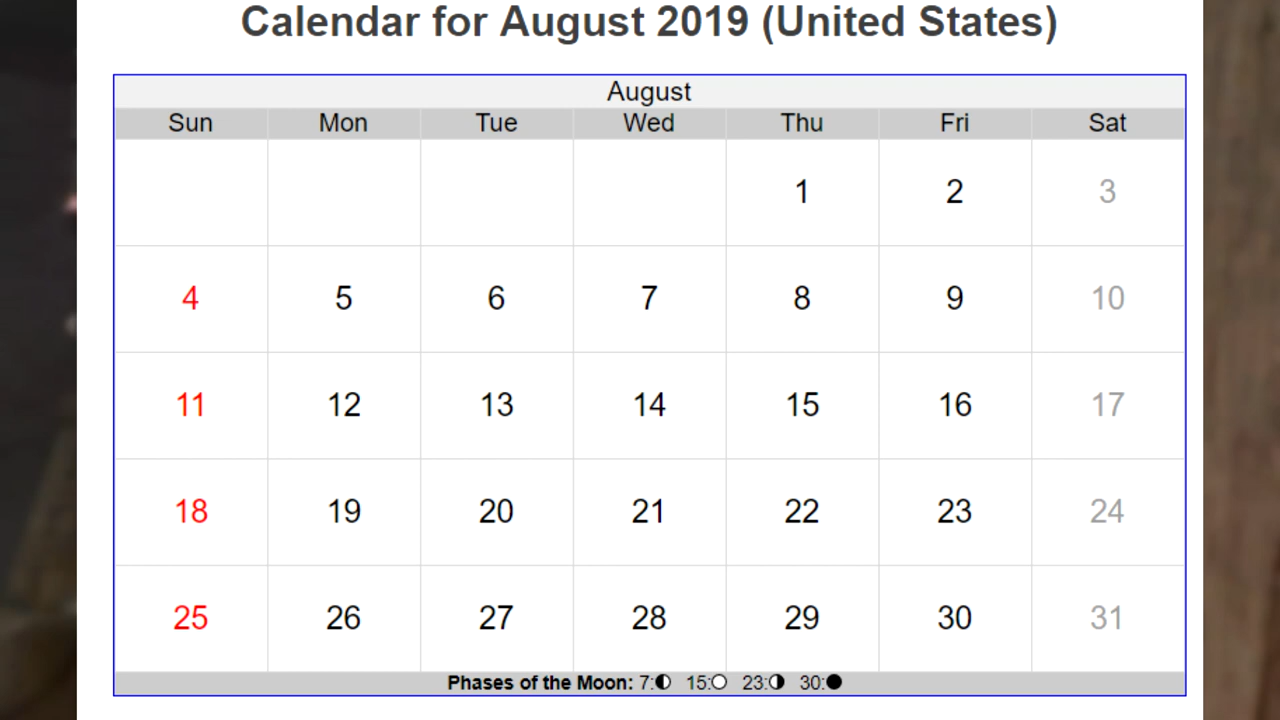 Calendar for August 2019 (United States)
August
Sun Mon Tue Wed Thu Fri Sat
1 2 3
4 5 6 7 8 9 10
11 12 13 14 15 16 17
18 19 20 21 22 23 24
25 26 27 28 29 30 31
Phases of the Moon: 7:◐ 15:○ 23:◑ 30:●